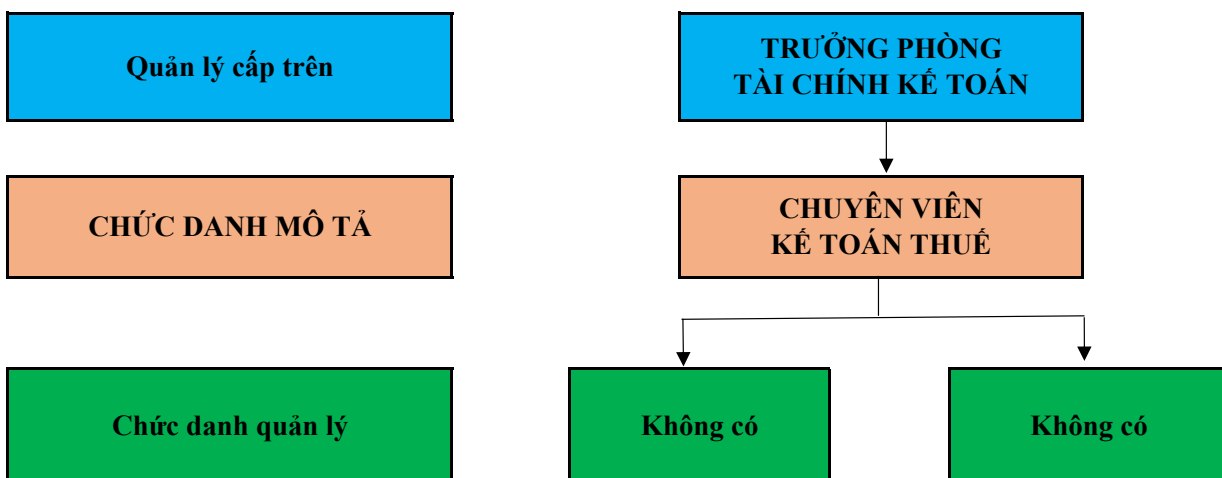 Quản lý cấp trên
TRƯỞNG PHÒNG
TÀI CHÍNH KẾ TOÁN
CHỨC DANH MÔ TẢ
CHUYÊN VIÊN
KẾ TOÁN THUẾ
Chức danh quản lý
Không có
Không có